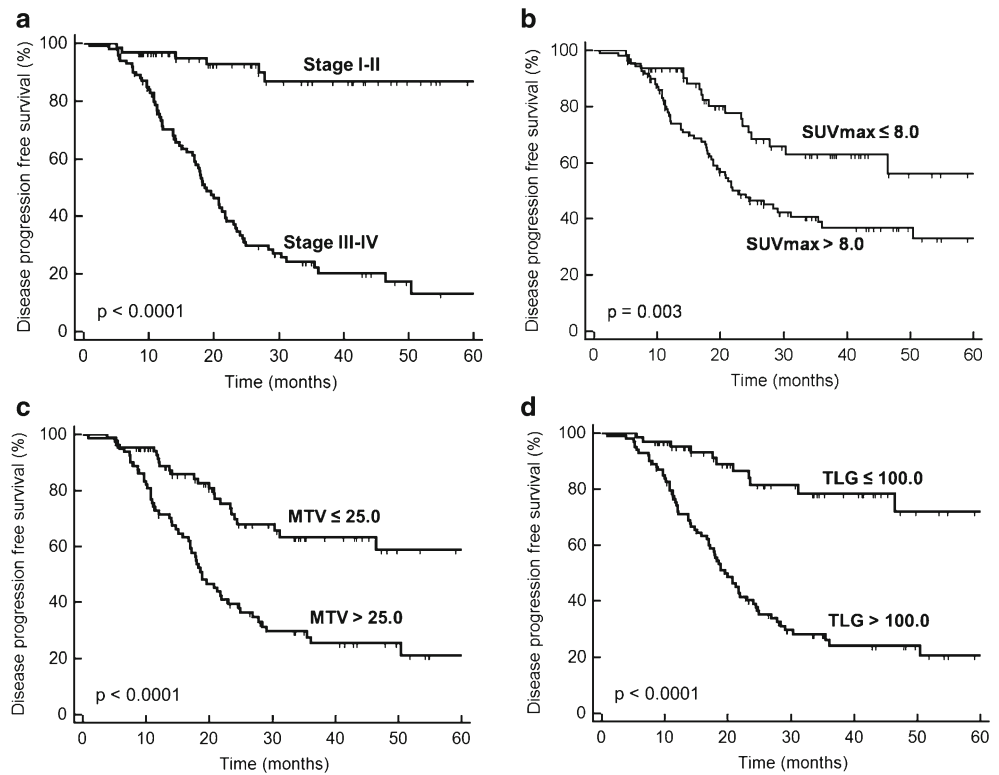 a
Disease progression free survival (%)
100
80
60
40
20
0
Stage I-II
Stage III-IV
p < 0.0001
0 10 20 30 40 50 60
Time (months)
b
Disease progression free survival (%)
100
80
60
40
20
0
SUVmax ≤ 8.0
SUVmax > 8.0
p = 0.003
0 10 20 30 40 50 60
Time (months)
c
Disease progression free survival (%)
100
80
60
40
20
0
MTV ≤ 25.0
MTV > 25.0
p < 0.0001
0 10 20 30 40 50 60
Time (months)
d
Disease progression free survival (%)
100
80
60
40
20
0
TLG ≤ 100.0
TLG > 100.0
p < 0.0001
0 10 20 30 40 50 60
Time (months)